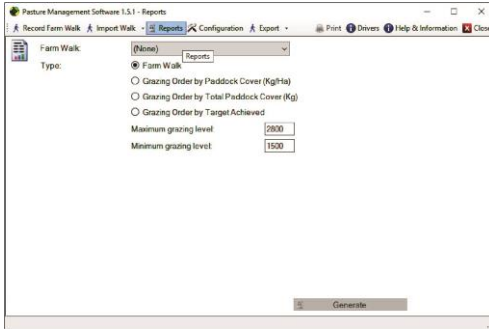 Pasture Management Software 1.5.1 - Reports
Record Farm Walk Import Walk Reports Configuration Export Print Drivers Help & Information Close
Farm Walk: (None)
Reports
Type: Farm Walk
Grazing Order by Paddock Cover (Kg/Ha)
Grazing Order by Total Paddock Cover (Kg)
Grazing Order by Target Achieved
Maximum grazing level: 2800
Minimum grazing level: 1500
Generate